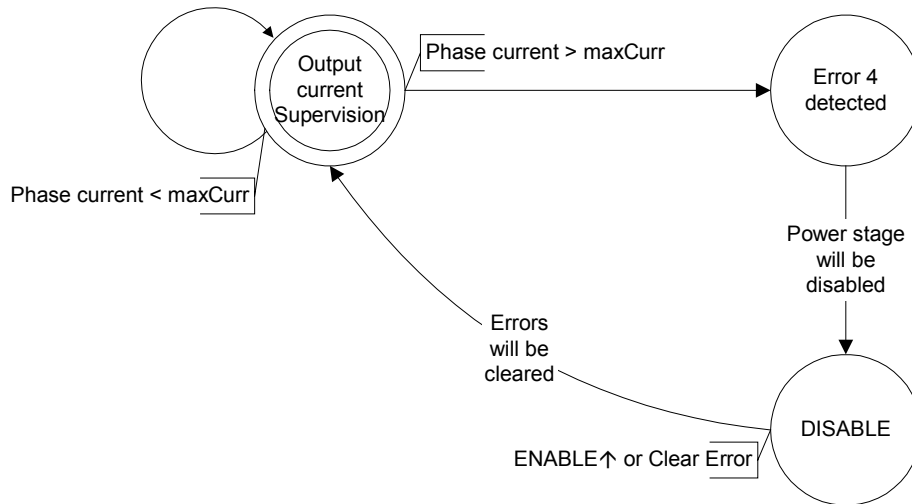 Output
current
Supervision
Phase current > maxCurr
Error 4
detected
Phase current < maxCurr
Power stage
will be
disabled
Errors
will be
cleared
DISABLE
ENABLE↑ or Clear Error